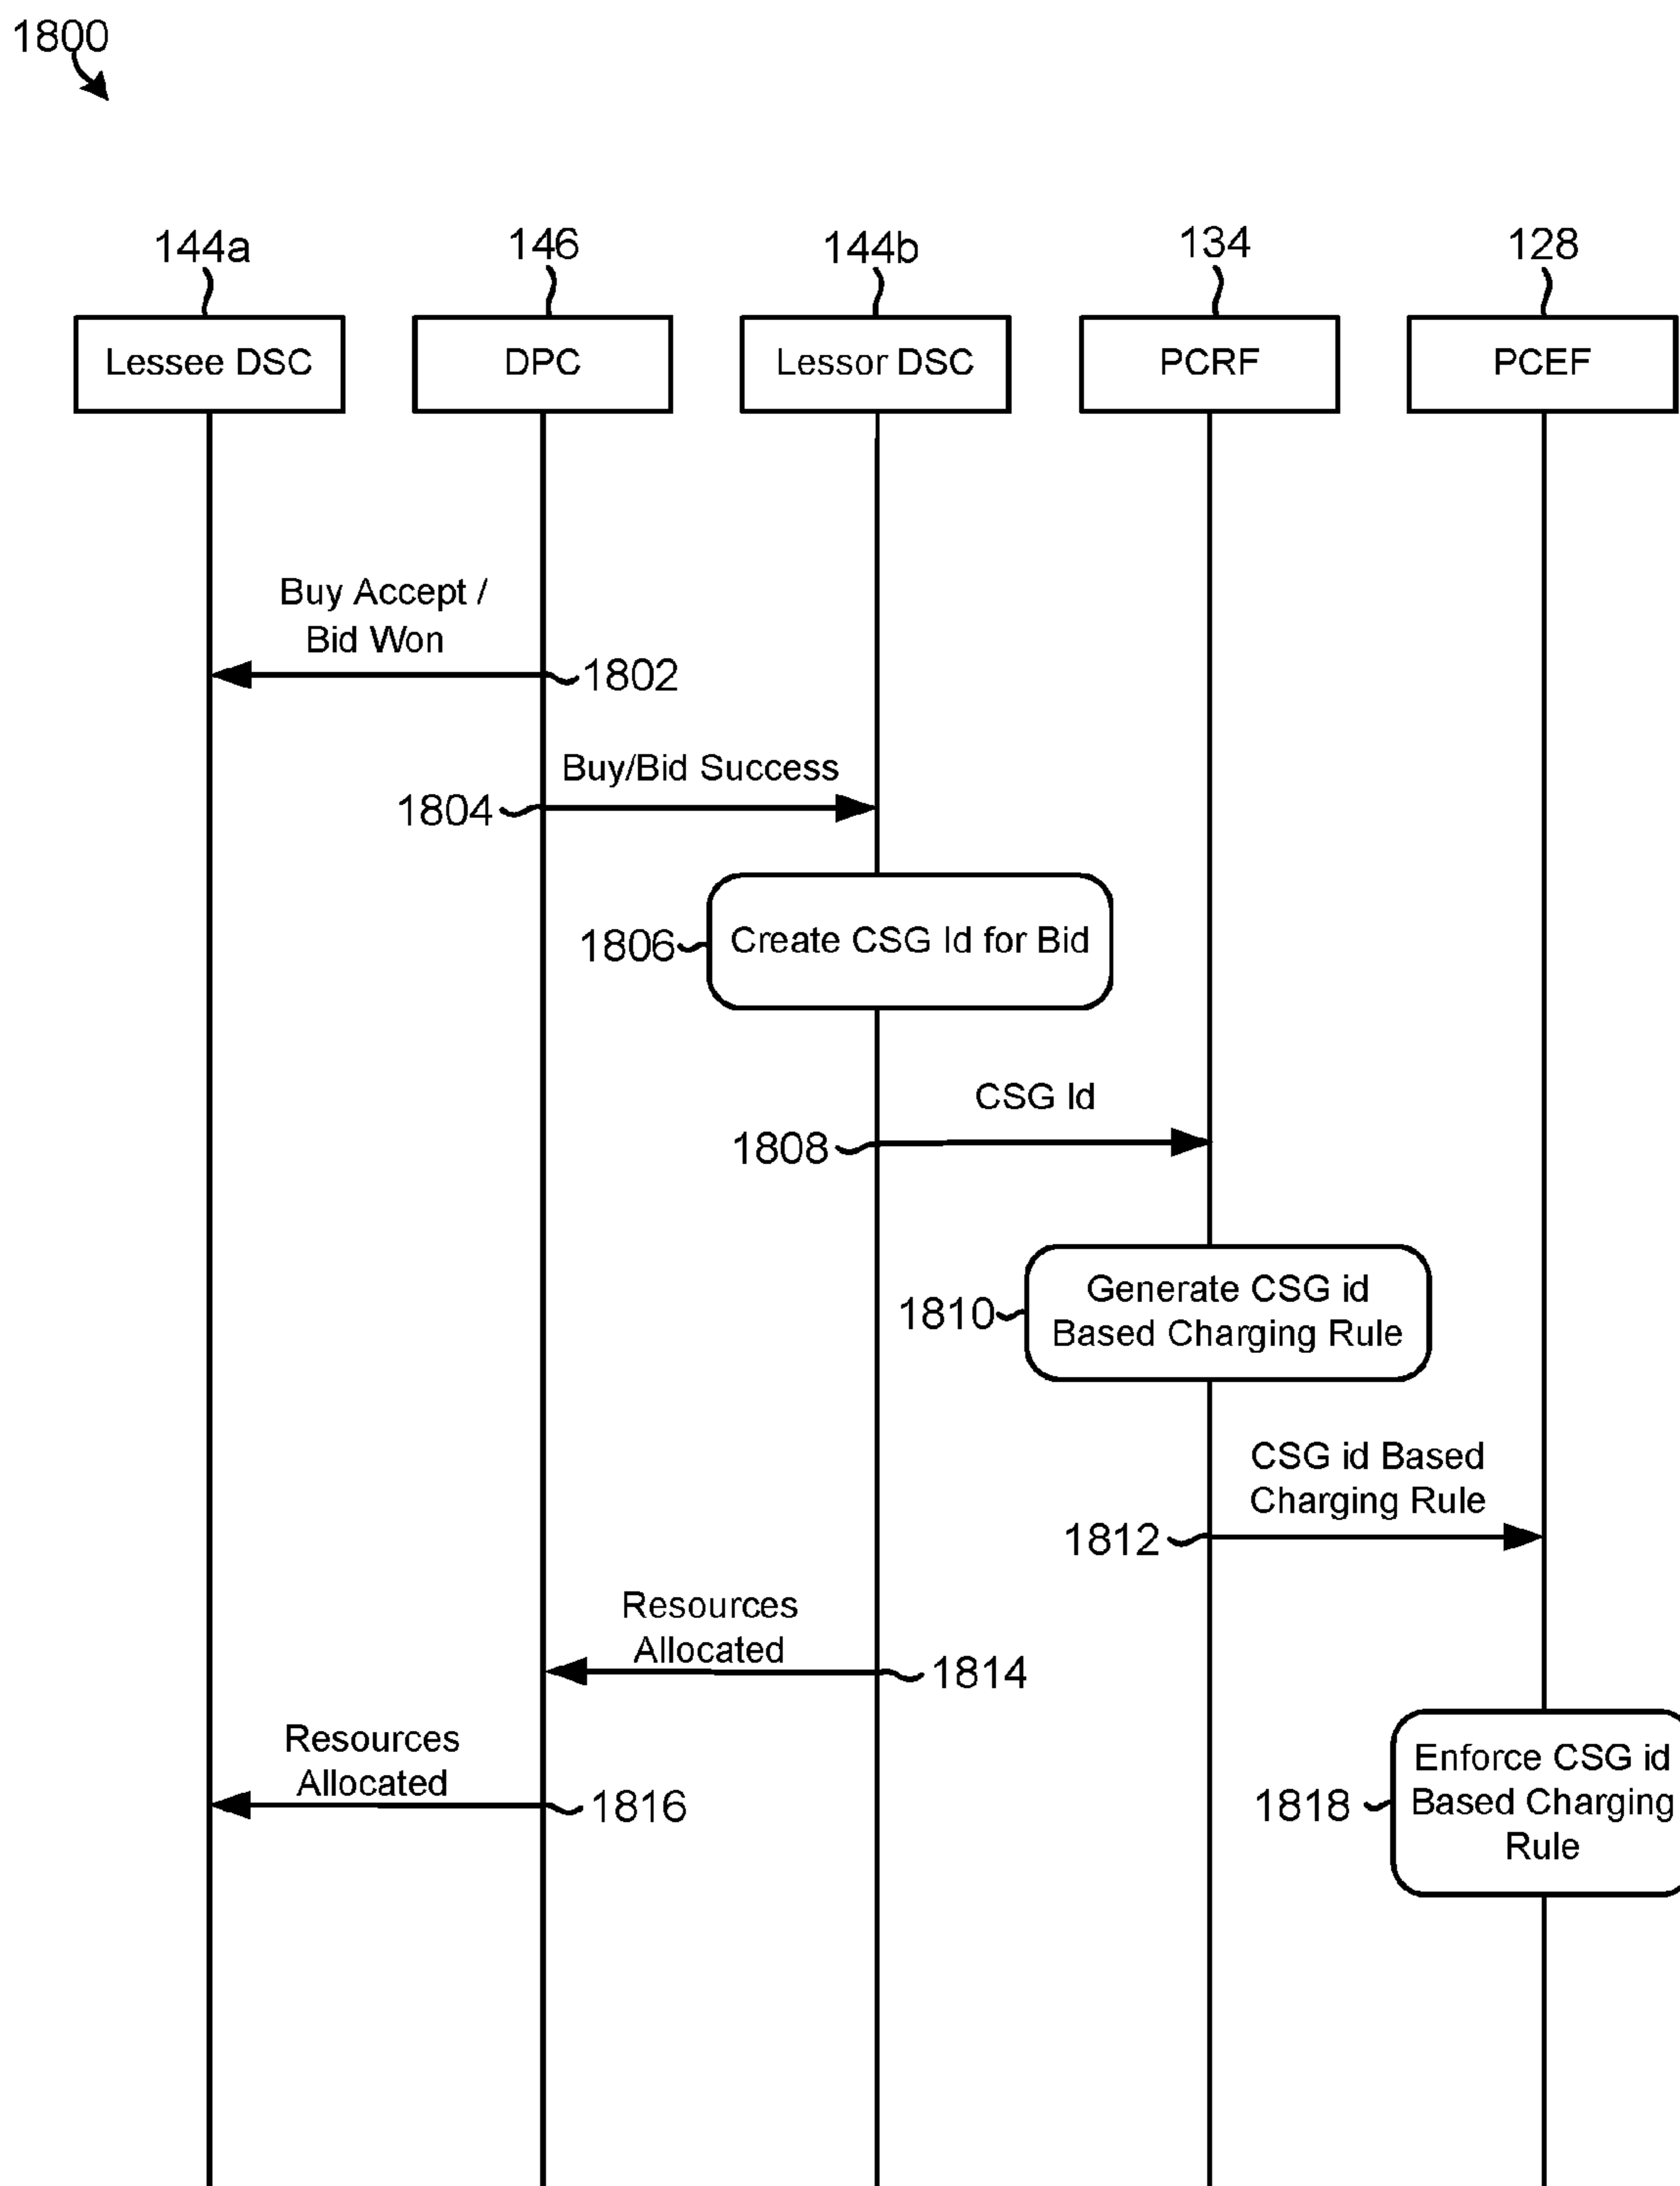 1800
144a
146
144b
134
128
Lessee DSC
DPC
Lessor DSC
PCRF
PCEF
Buy Accept /
Bid Won
1802
Buy/Bid Success
1804
1806
Create CSG Id for Bid
CSG Id
1808
1810
Generate CSG id
Based Charging Rule
CSG id Based
Charging Rule
1812
Resources
Allocated
1814
Resources
Allocated
1816
1818
Enforce CSG id
Based Charging
Rule